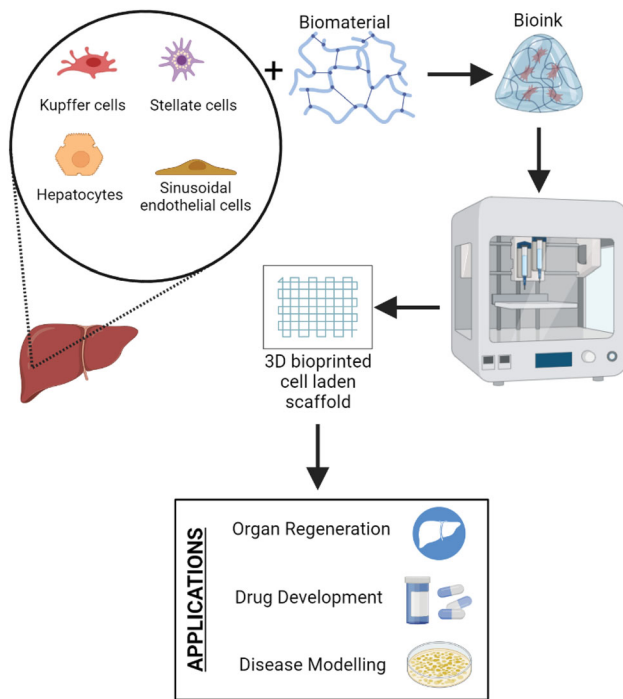 Biomaterial
Bioink
Kupffer cells
Stellate cells
+
Hepatocytes
Sinusoidal
endothelial cells
3D bioprinted
cell laden
scaffold
APPLICATIONS
Organ Regeneration
Drug Development
Disease Modelling